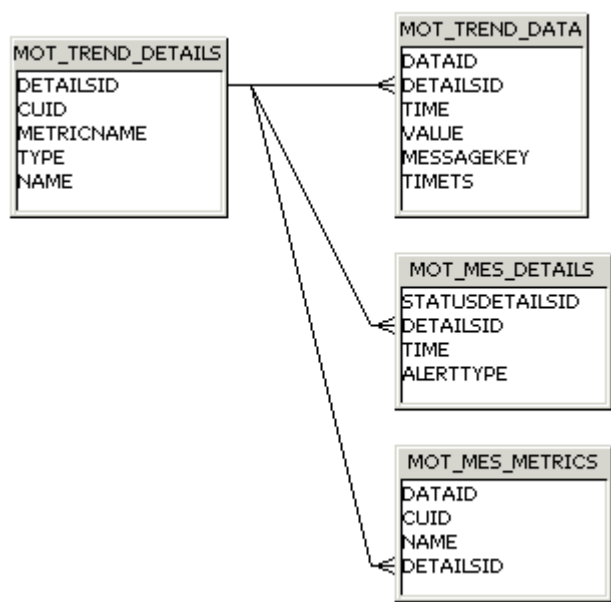 MOT_TREND_DETAILS
DETAILSID
CUID
METRICNAME
TYPE
NAME
MOT_TREND_DATA
DATAID
DETAILSID
TIME
VALUE
MESSAGEKEY
TIMETS
MOT_MES_DETAILS
STATUSDETAILSID
DETAILSID
TIME
ALERTTYPE
MOT_MES_METRICS
DATAID
CUID
NAME
DETAILSID